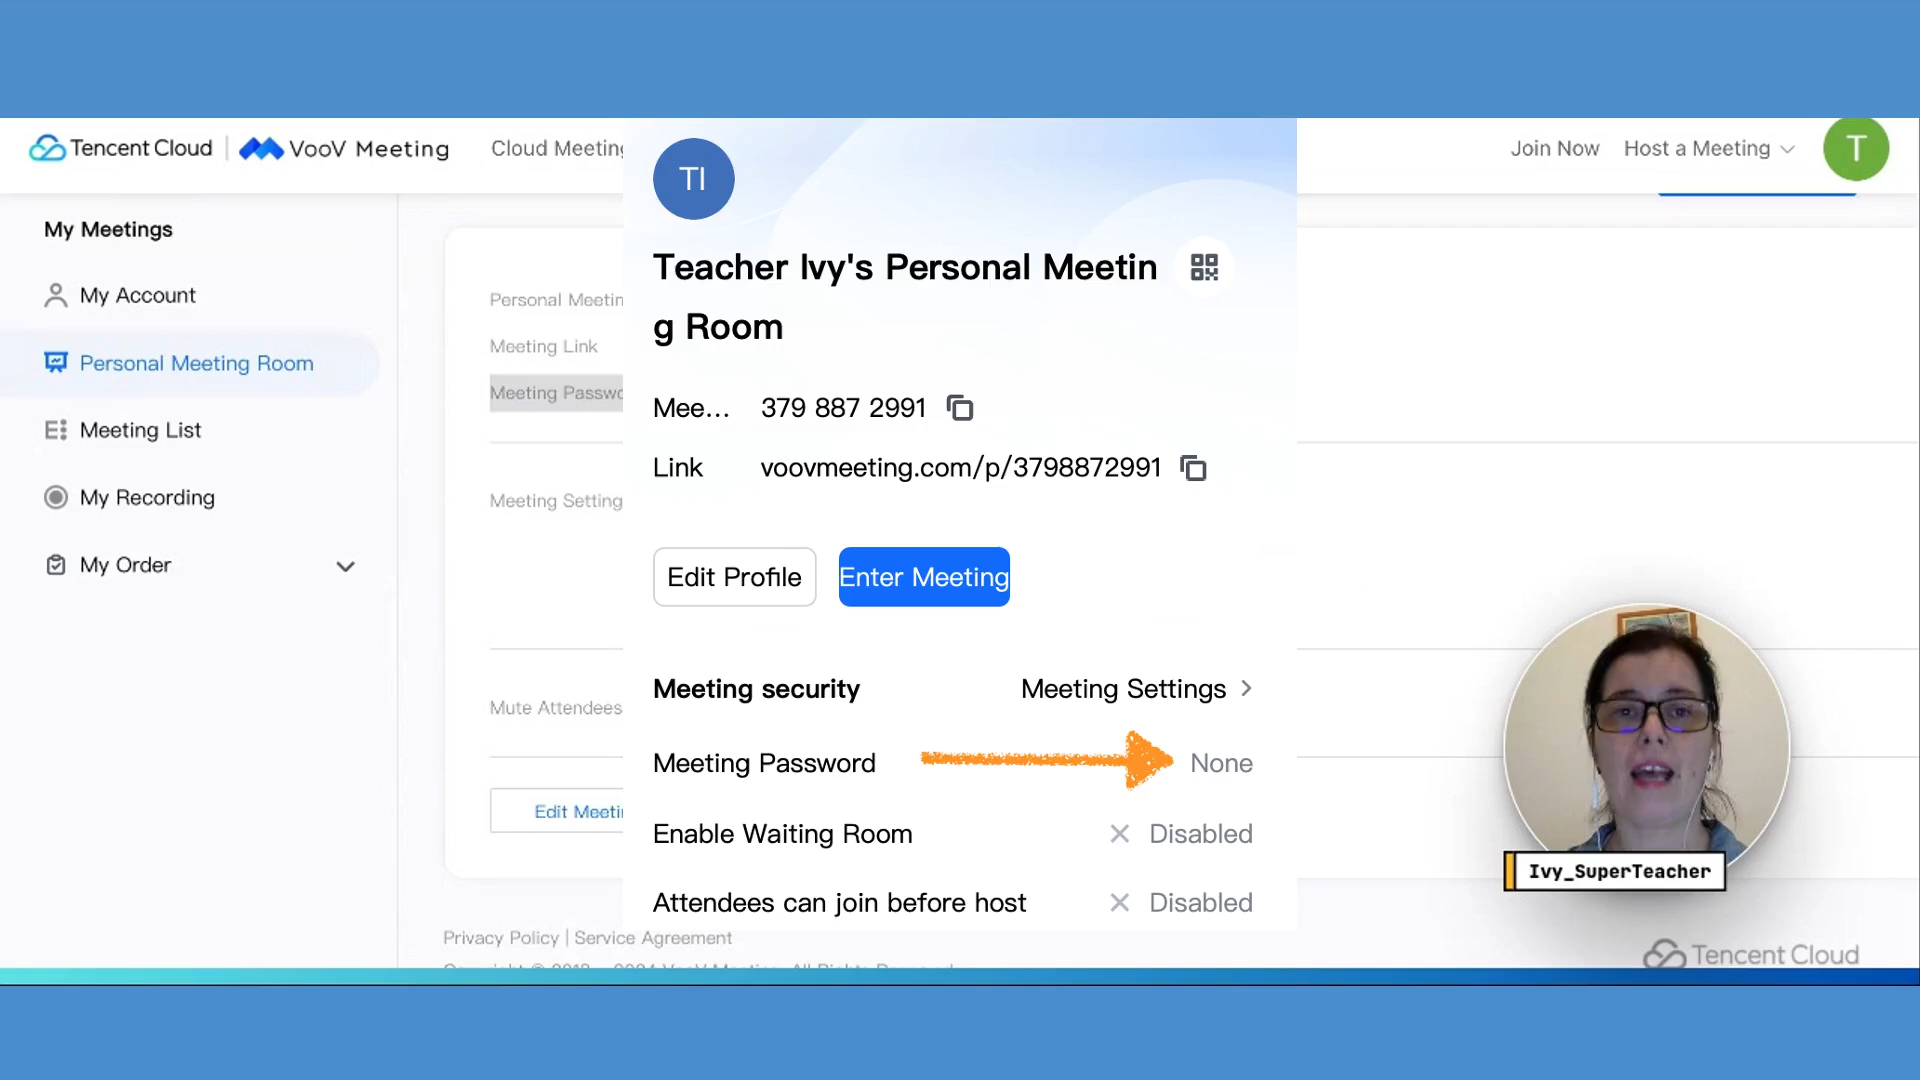 Tencent Cloud | VooV Meeting
Cloud Meeting
Join Now
Host a Meeting
T
My Meetings
My Account
Personal Meeting Room
Meeting List
My Recording
My Order
Personal Meetin
Meeting Link
Meeting Passwo
Meeting Setting
Mute Attendees
Edit Meeti
TI
Teacher Ivy's Personal Meetin
g Room
Mee... 379 887 2991
Link voovmeeting.com/p/3798872991
Edit Profile
Enter Meeting
Meeting security
Meeting Settings >
Meeting Password None
Enable Waiting Room × Disabled
Attendees can join before host × Disabled
Ivy_SuperTeacher
Privacy Policy | Service Agreement
Tencent Cloud